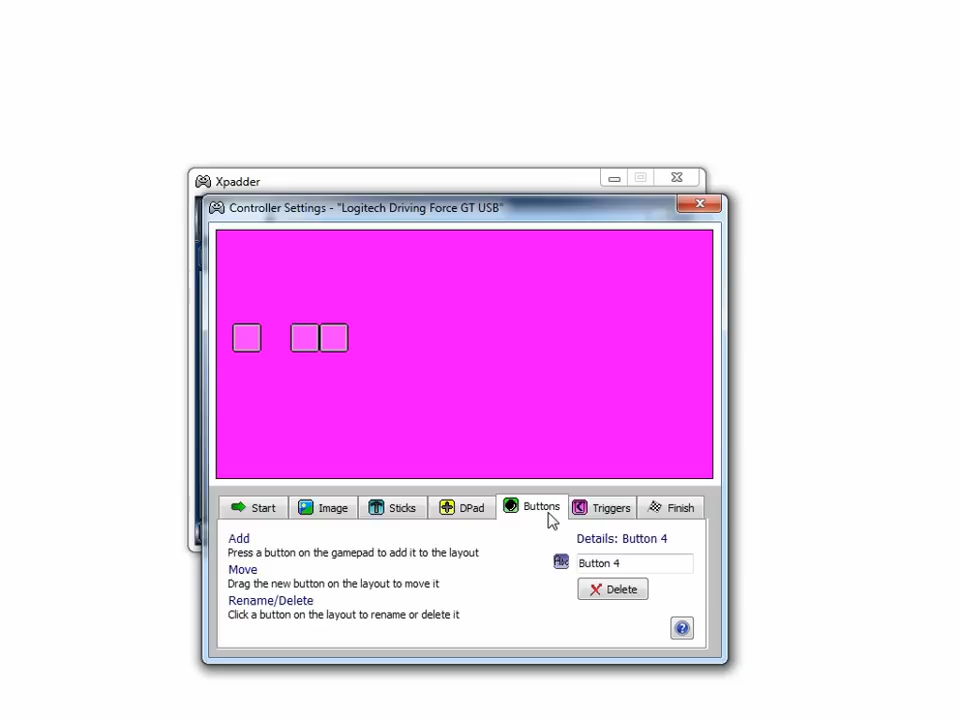 Xpadder
Controller Settings - "Logitech Driving Force GT USB"
Start Image Sticks DPad Buttons Triggers Finish
Add
Press a button on the gamepad to add it to the layout
Move
Drag the new button on the layout to move it
Rename/Delete
Click a button on the layout to rename or delete it
Details: Button 4
Abc Button 4
Delete
?